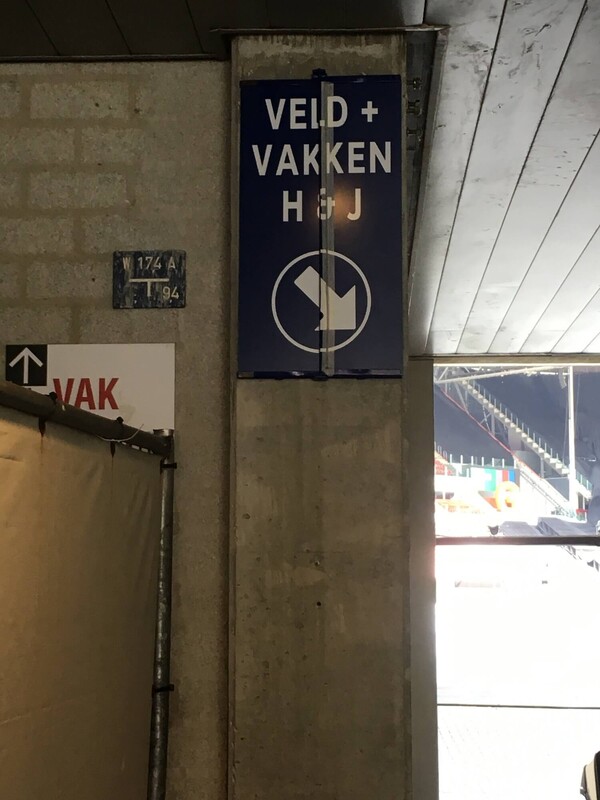 VELD +
VAKKEN
H & J
W 174 A
94
VAK